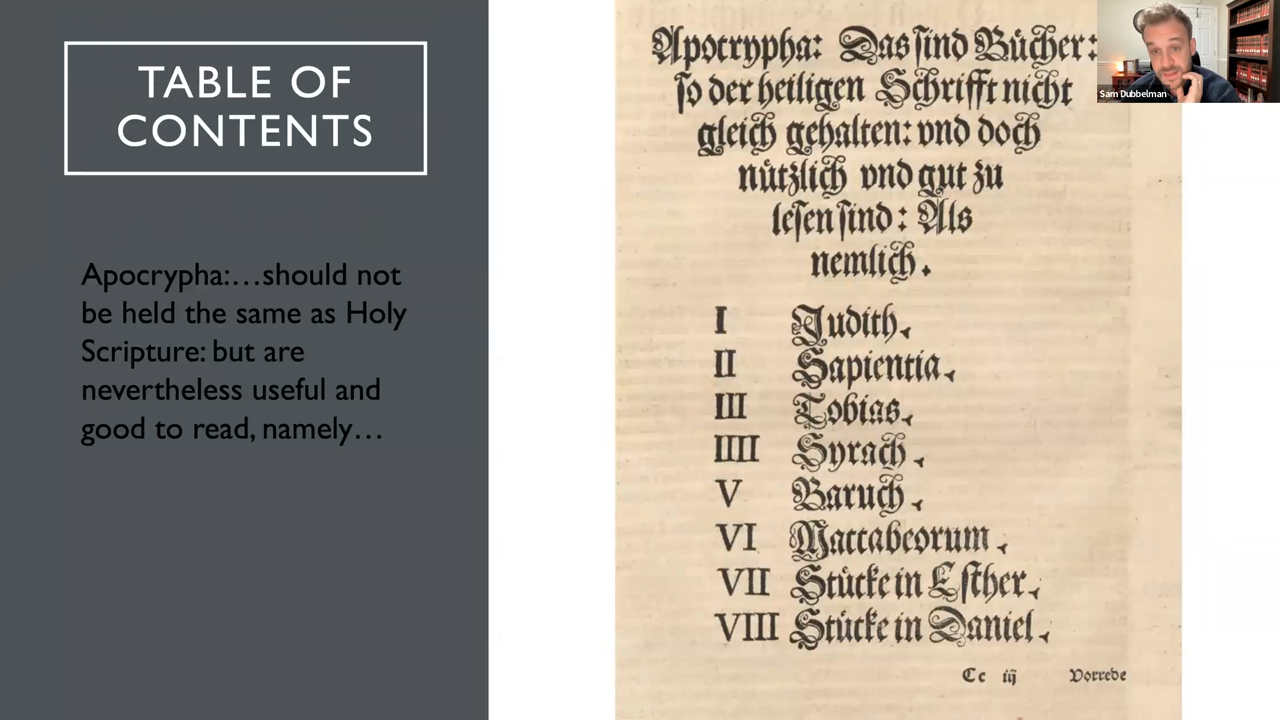 TABLE OF
CONTENTS
Apocrypha:…should not
be held the same as Holy
Scripture: but are
nevertheless useful and
good to read, namely…
Apocrypha: Das sind Bücher:
so der heiligen Schrifft nicht
gleich gehalten: vnd doch
nützlich vnd gut zu
lesen sind: Als
nemlich.
I Judith.
II Sapientia.
III Tobias.
IIII Syrach.
V Baruch.
VI Maccabeorum.
VII Stücke in Esther.
VIII Stücke in Daniel.
Cc iij Vorrede
Sam Dubbelman